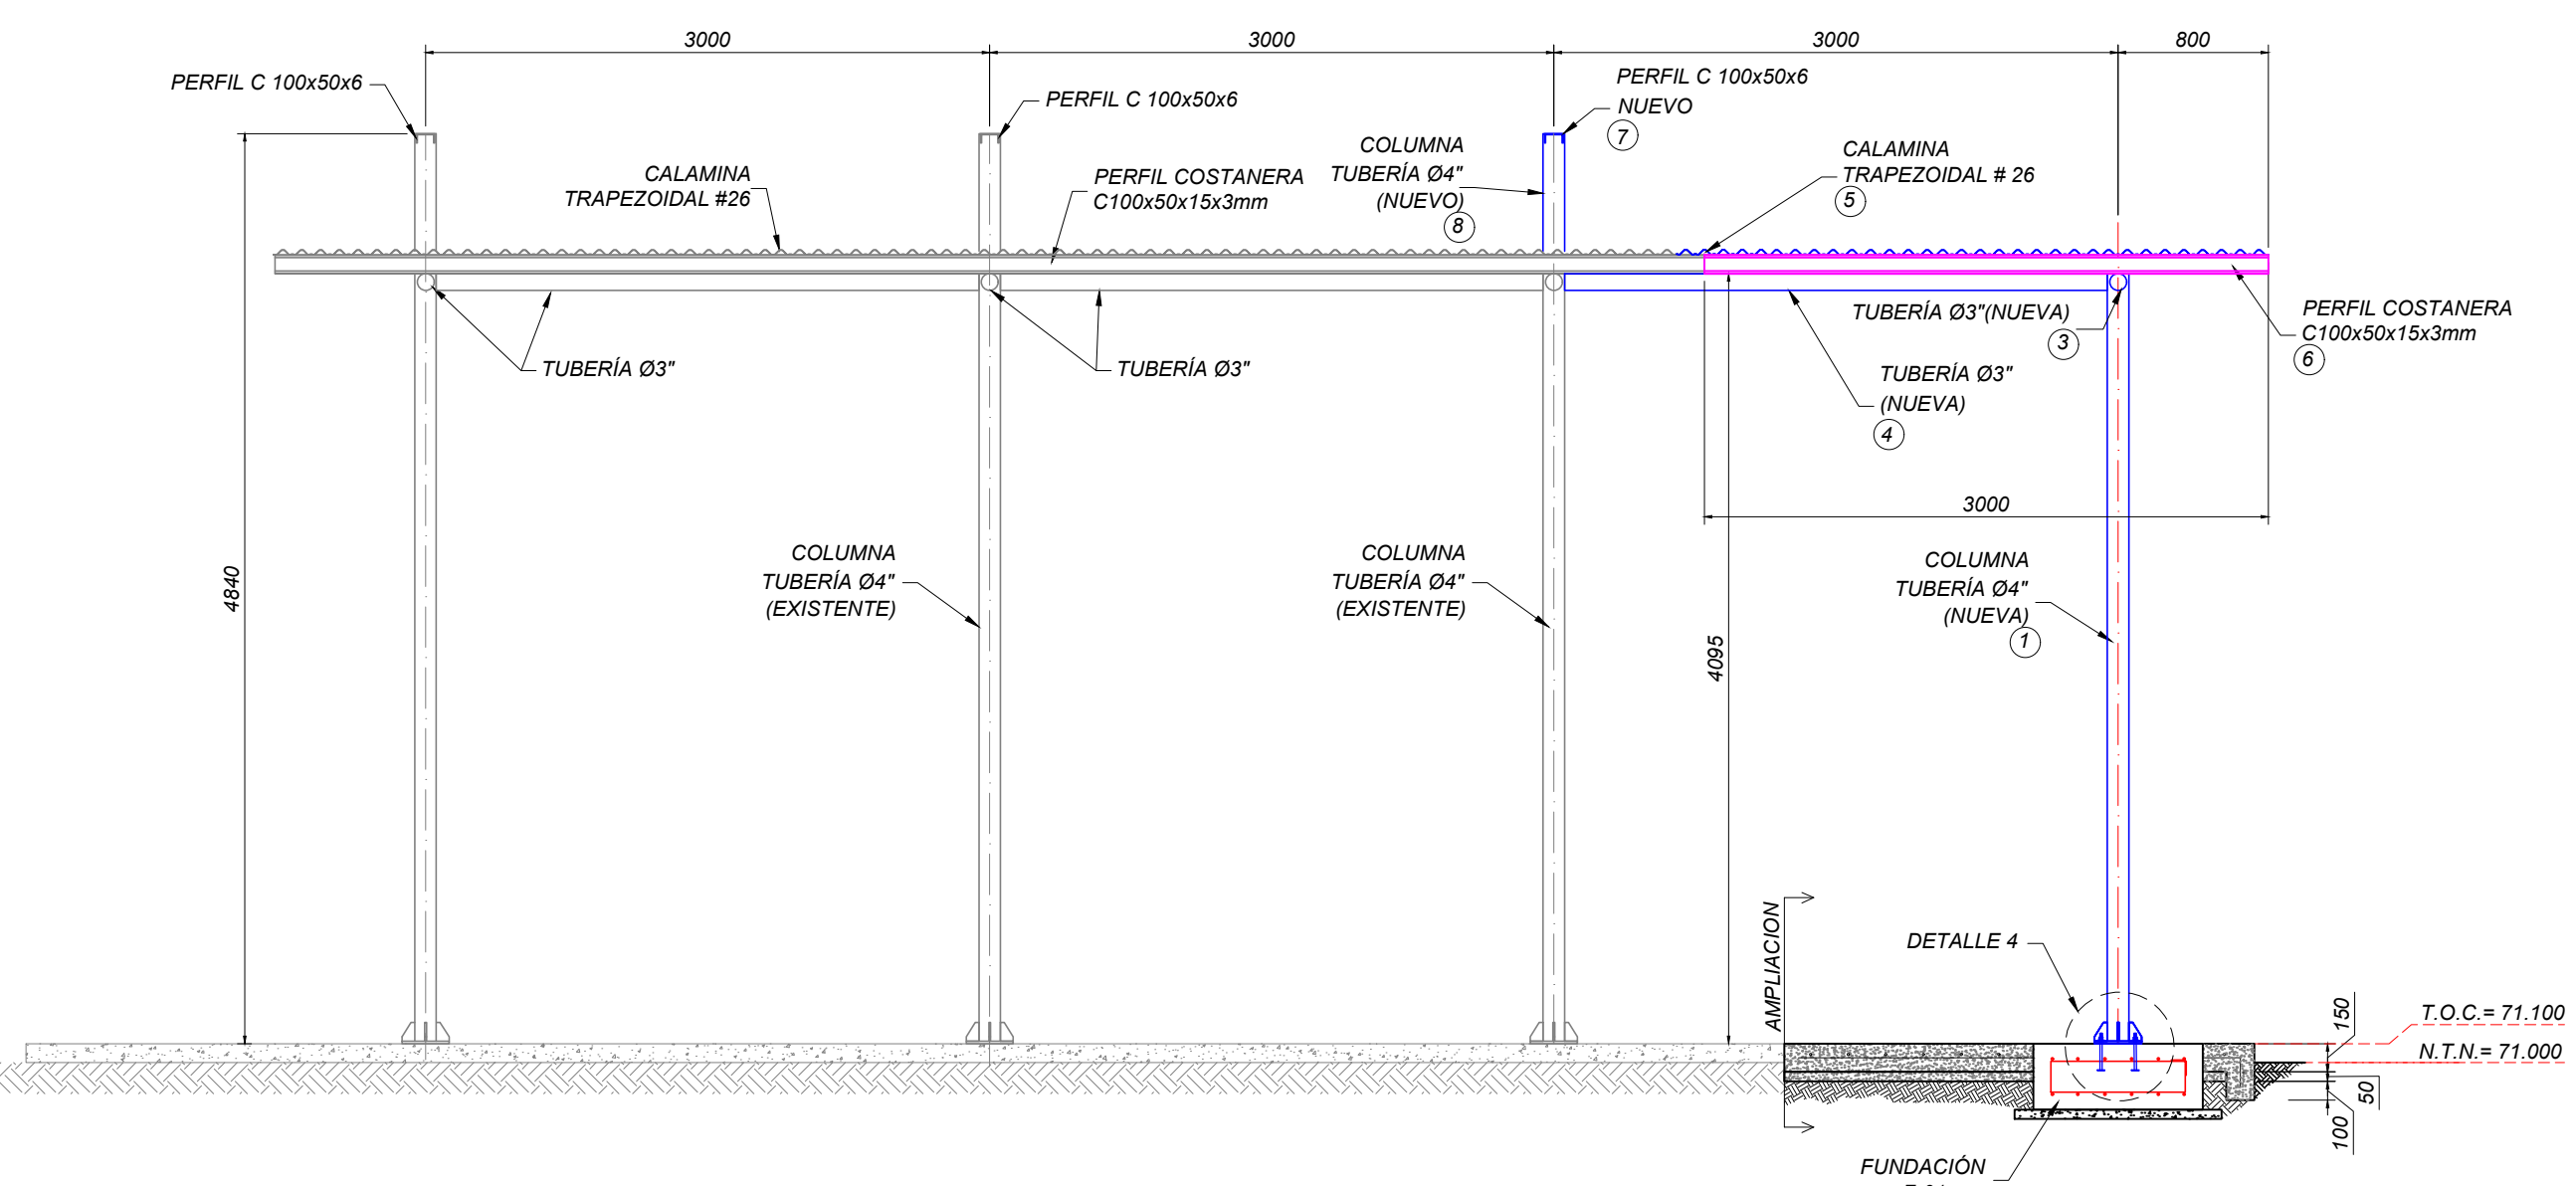 3000
3000
3000
800
PERFIL C 100x50x6
PERFIL C 100x50x6
PERFIL C 100x50x6
NUEVO
7
CALAMINA
TRAPEZOIDAL #26
PERFIL COSTANERA
C100x50x15x3mm
COLUMNA
TUBERÍA Ø4"
(NUEVO)
8
CALAMINA
TRAPEZOIDAL # 26
5
TUBERÍA Ø3"
TUBERÍA Ø3"
TUBERÍA Ø3"(NUEVA)
3
PERFIL COSTANERA
C100x50x15x3mm
6
TUBERÍA Ø3"
(NUEVA)
4
3000
4840
COLUMNA
TUBERÍA Ø4"
(EXISTENTE)
COLUMNA
TUBERÍA Ø4"
(EXISTENTE)
4095
COLUMNA
TUBERÍA Ø4"
(NUEVA)
1
AMPLIACION
DETALLE 4
150
T.O.C.= 71.100
N.T.N.= 71.000
50
100
FUNDACIÓN